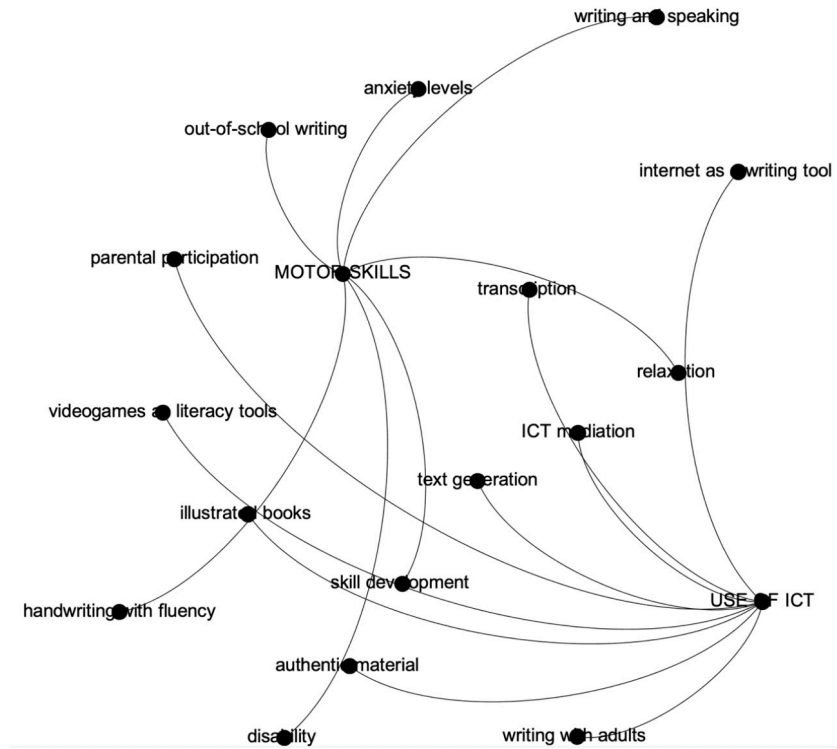 writing and speaking
anxiety levels
out-of-school writing
internet as a writing tool
parental participation
MOTOR SKILLS
transcription
relaxation
videogames as literacy tools
ICT mediation
text generation
illustrated books
skill development
USE OF ICT
handwriting with fluency
authentic material
disability
writing with adults